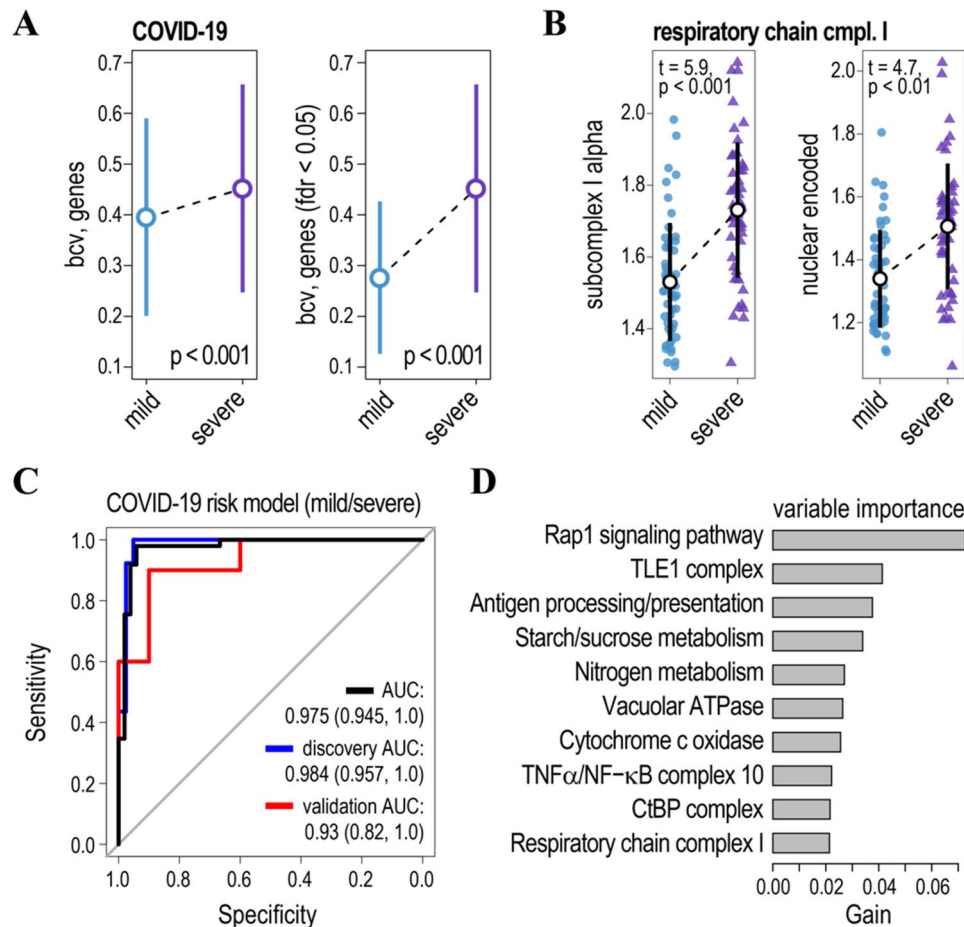 A
COVID-19
bcv, genes
0.7
0.6
0.5
0.4
0.3
0.2
0.1
p < 0.001
mild
severe
bcv, genes (fdr < 0.05)
0.7
0.6
0.5
0.4
0.3
0.2
0.1
p < 0.001
mild
severe
B
respiratory chain cmpl. I
subcomplex I alpha
2.0
1.8
1.6
1.4
t = 5.9,
p < 0.001
mild
severe
nuclear encoded
2.0
1.8
1.6
1.4
1.2
t = 4.7,
p < 0.01
mild
severe
C
COVID-19 risk model (mild/severe)
Sensitivity
1.0
0.8
0.6
0.4
0.2
0.0
AUC:
0.975 (0.945, 1.0)
discovery AUC:
0.984 (0.957, 1.0)
validation AUC:
0.93 (0.82, 1.0)
1.0 0.8 0.6 0.4 0.2 0.0
Specificity
D
variable importance
Rap1 signaling pathway
TLE1 complex
Antigen processing/presentation
Starch/sucrose metabolism
Nitrogen metabolism
Vacuolar ATPase
Cytochrome c oxidase
TNFα/NF−κB complex 10
CtBP complex
Respiratory chain complex I
0.00 0.02 0.04 0.06
Gain